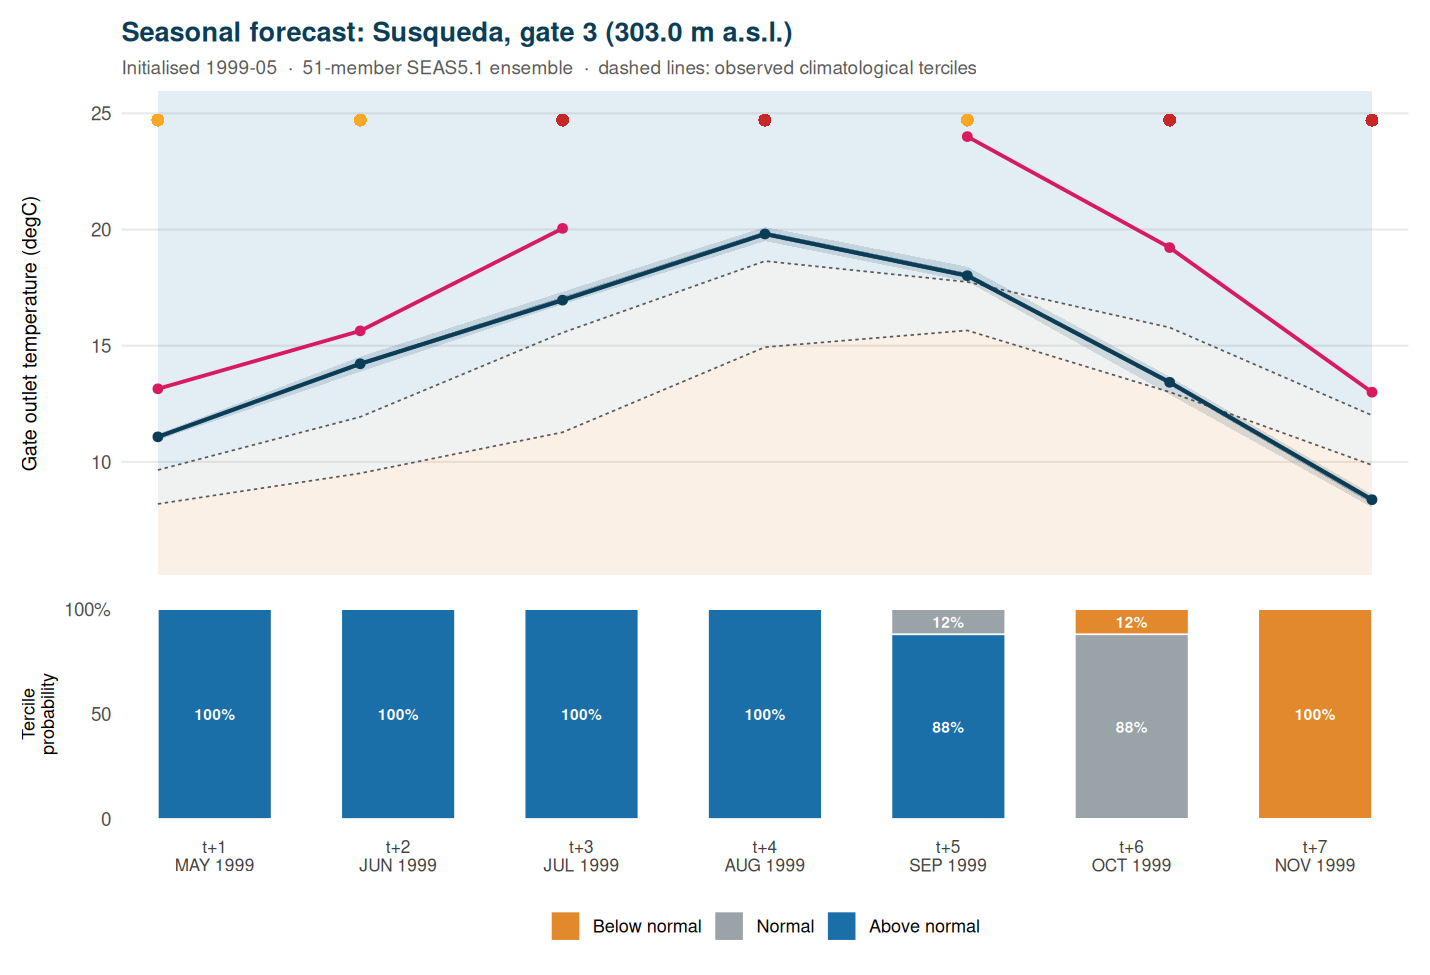 Seasonal forecast: Susqueda, gate 3 (303.0 m a.s.l.)
Initialised 1999-05 · 51-member SEAS5.1 ensemble · dashed lines: observed climatological terciles
Gate outlet temperature (degC)
25
20
15
10
Tercile
probability
100%
50
0
100%
100%
100%
100%
12%
88%
12%
88%
100%
t+1
MAY 1999
t+2
JUN 1999
t+3
JUL 1999
t+4
AUG 1999
t+5
SEP 1999
t+6
OCT 1999
t+7
NOV 1999
Below normal
Normal
Above normal